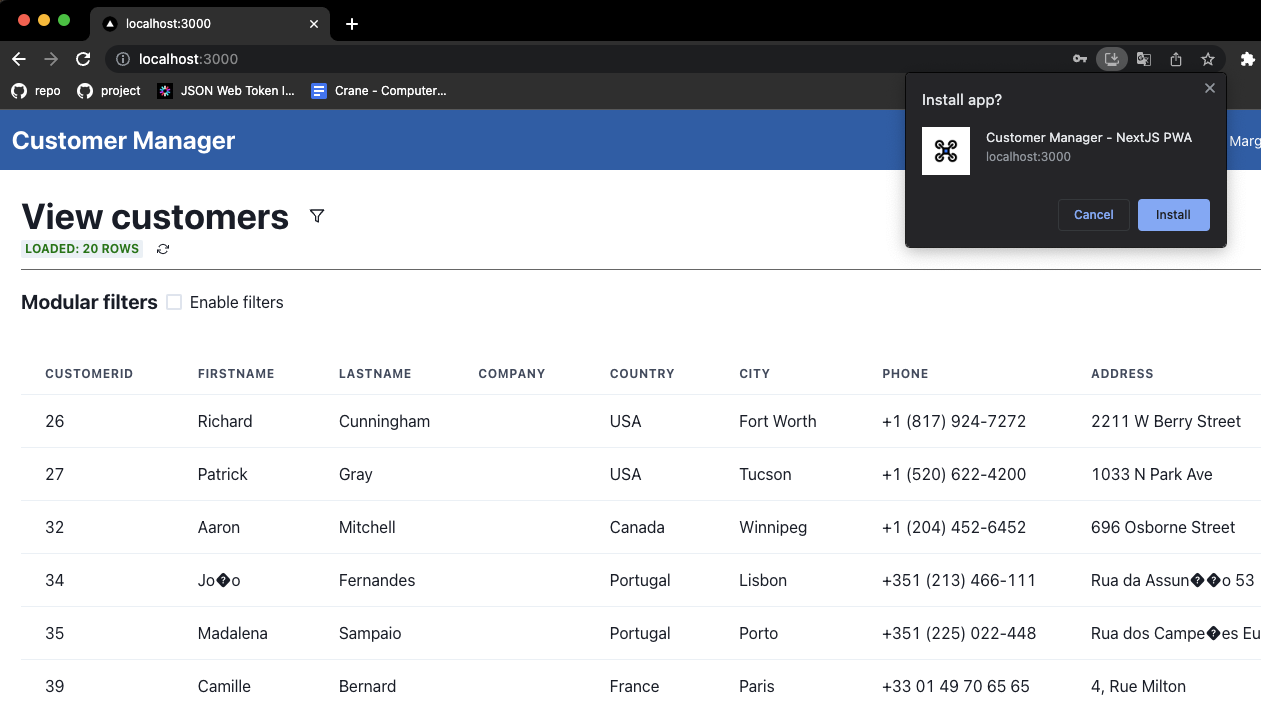 localhost:3000
localhost:3000
repo project JSON Web Token I... Crane - Computer...
Install app?
Customer Manager - NextJS PWA
localhost:3000
Cancel Install
Customer Manager
Marg
View customers
LOADED: 20 ROWS
Modular filters Enable filters
CUSTOMERID FIRSTNAME LASTNAME COMPANY COUNTRY CITY PHONE ADDRESS
26 Richard Cunningham USA Fort Worth +1 (817) 924-7272 2211 W Berry Street
27 Patrick Gray USA Tucson +1 (520) 622-4200 1033 N Park Ave
32 Aaron Mitchell Canada Winnipeg +1 (204) 452-6452 696 Osborne Street
34 Jo�o Fernandes Portugal Lisbon +351 (213) 466-111 Rua da Assun��o 53
35 Madalena Sampaio Portugal Porto +351 (225) 022-448 Rua dos Campe�es Eu
39 Camille Bernard France Paris +33 01 49 70 65 65 4, Rue Milton